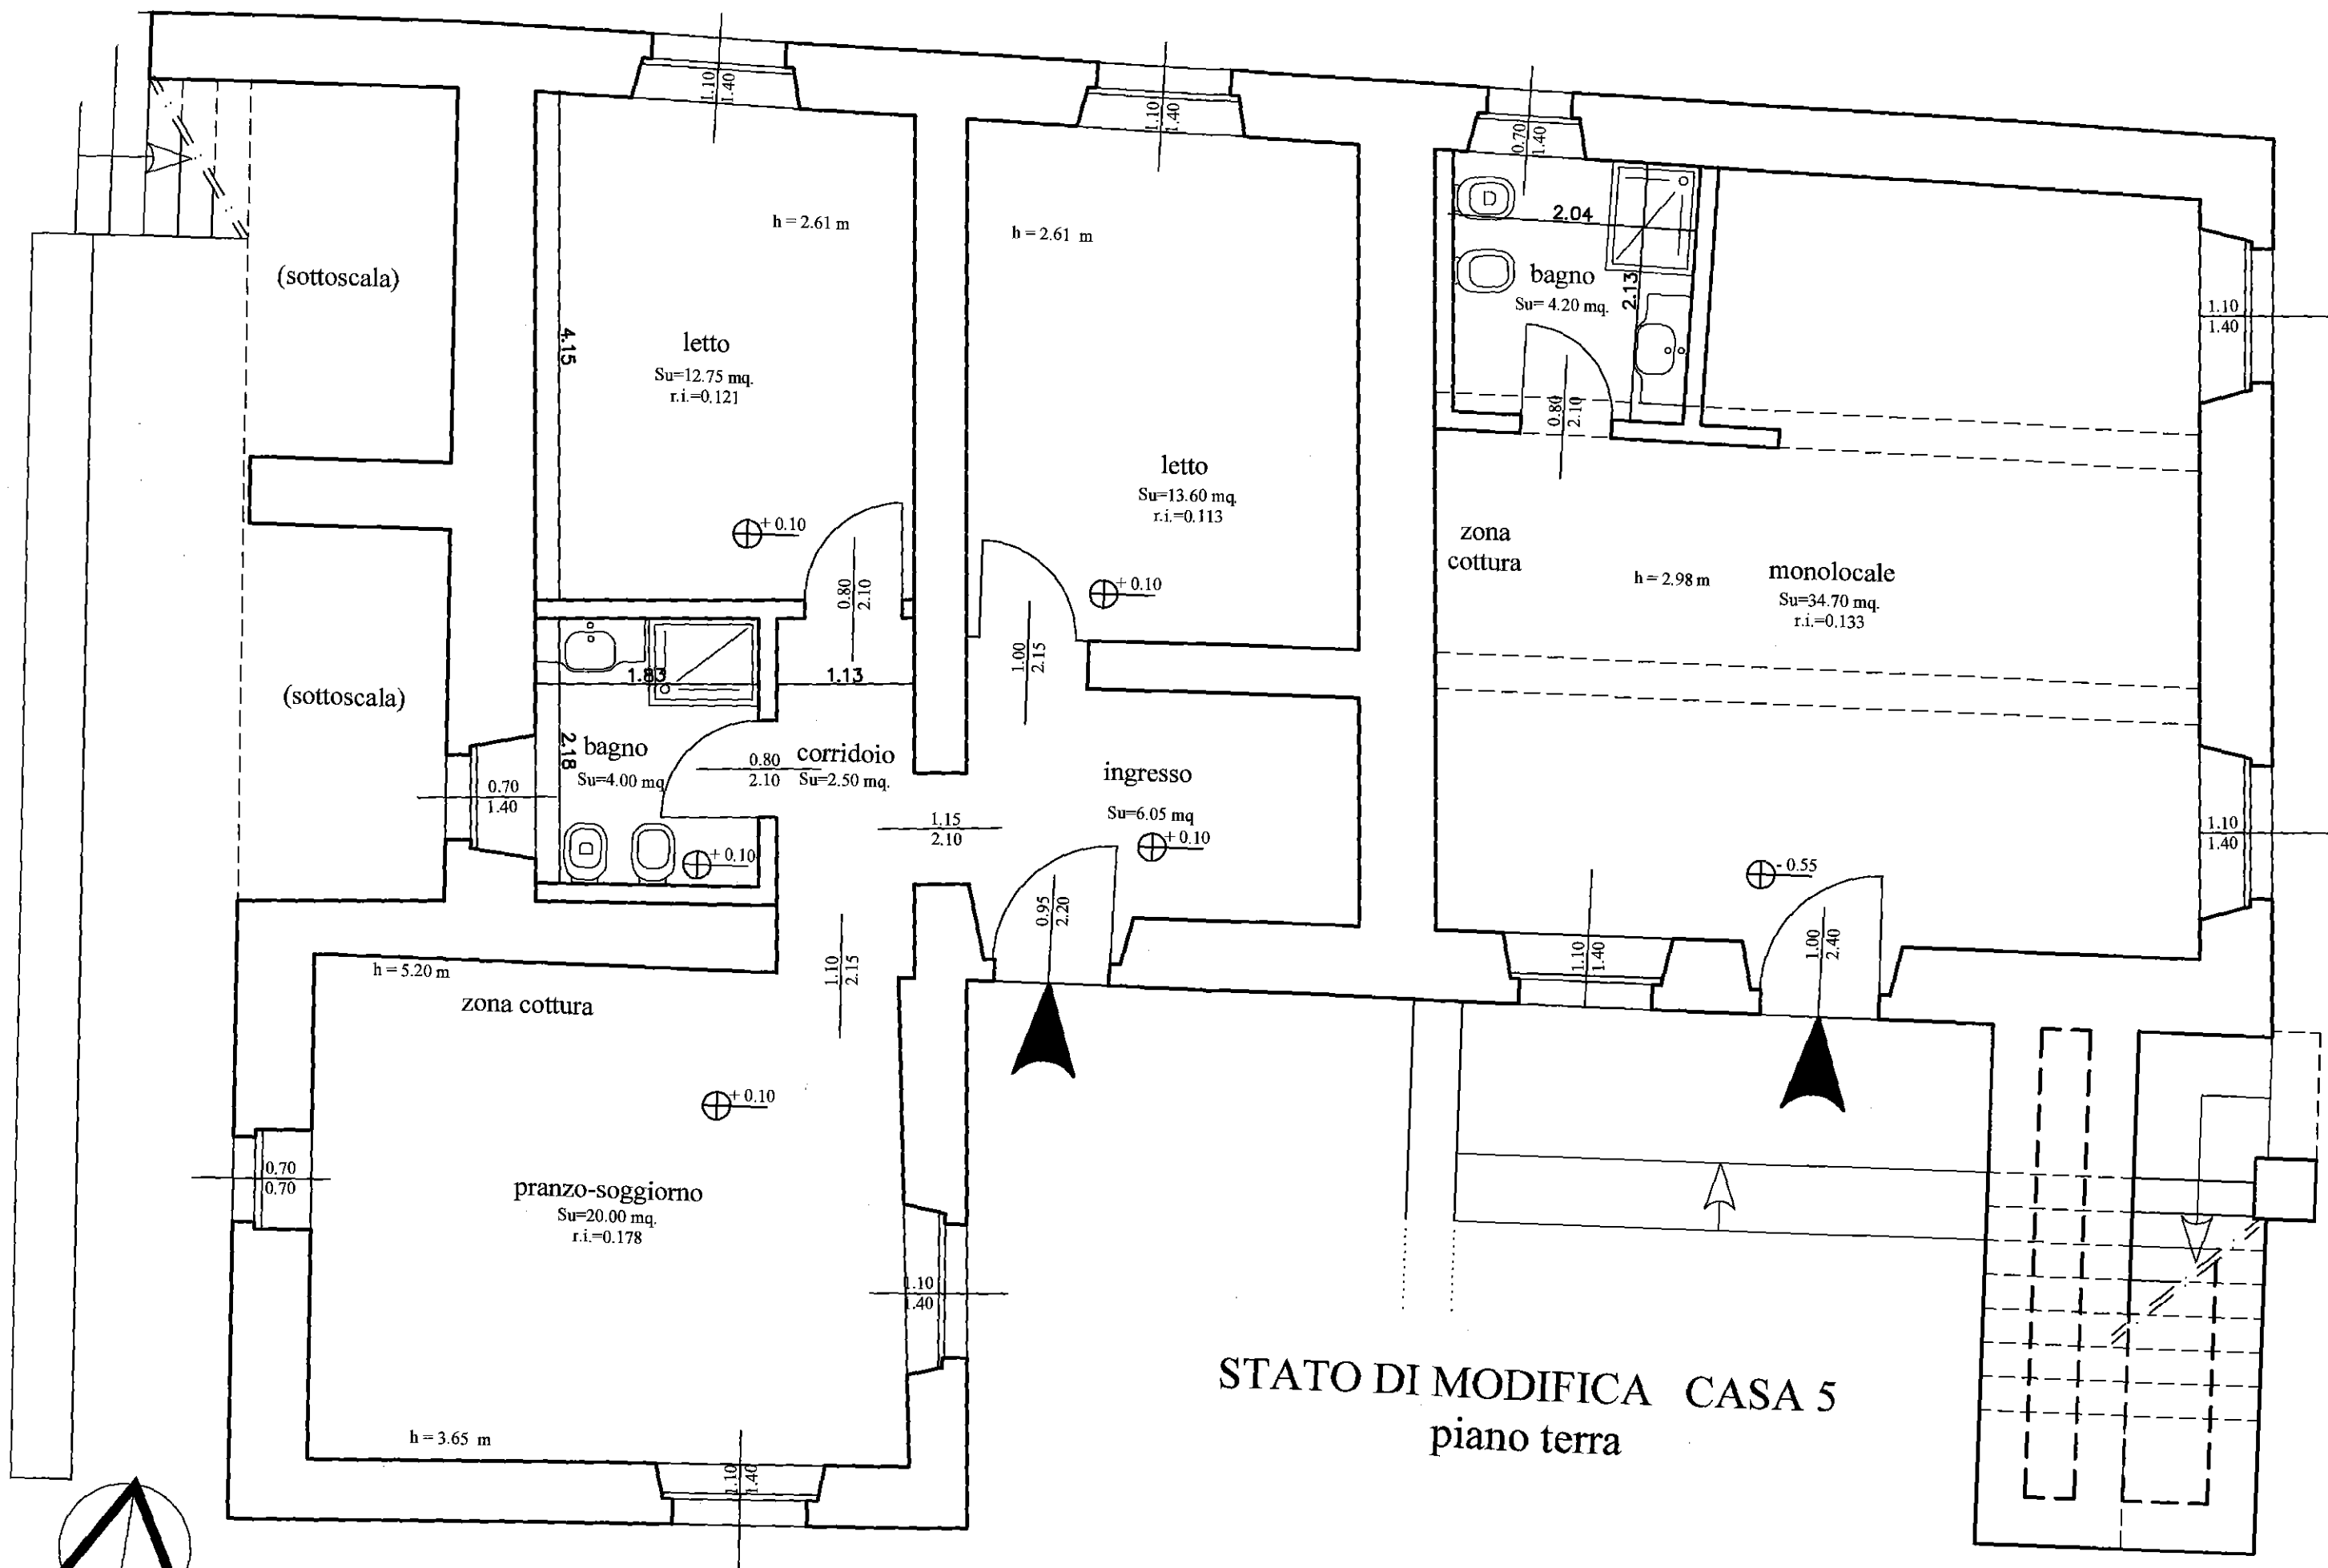 1.10
1.40
1.10
1.40
0.70
1.40
h = 2.61 m
h = 2.61 m
2.04
(sottoscala)
bagno
Su= 4.20 mq.
2.13
1.10
1.40
4.15
letto
Su=12.75 mq.
r.i.=0.121
0.80
2.10
letto
Su=13.60 mq.
r.i.=0.113
+ 0.10
zona
cottura
h = 2.98 m
monolocale
Su=34.70 mq.
r.i.=0.133
+ 0.10
0.80
2.10
1.00
2.15
(sottoscala)
1.83
1.13
2.18
bagno
Su=4.00 mq
0.80
2.10
corridoio
Su=2.50 mq.
ingresso
Su=6.05 mq
0.70
1.40
1.15
2.10
+ 0.10
+ 0.10
1.10
1.40
- 0.55
0.95
2.20
1.10
1.40
1.00
2.40
h = 5.20 m
zona cottura
1.10
2.15
+ 0.10
0.70
0.70
pranzo-soggiorno
Su=20.00 mq.
r.i.=0.178
1.10
1.40
h = 3.65 m
1.10
1.40
STATO DI MODIFICA CASA 5
piano terra